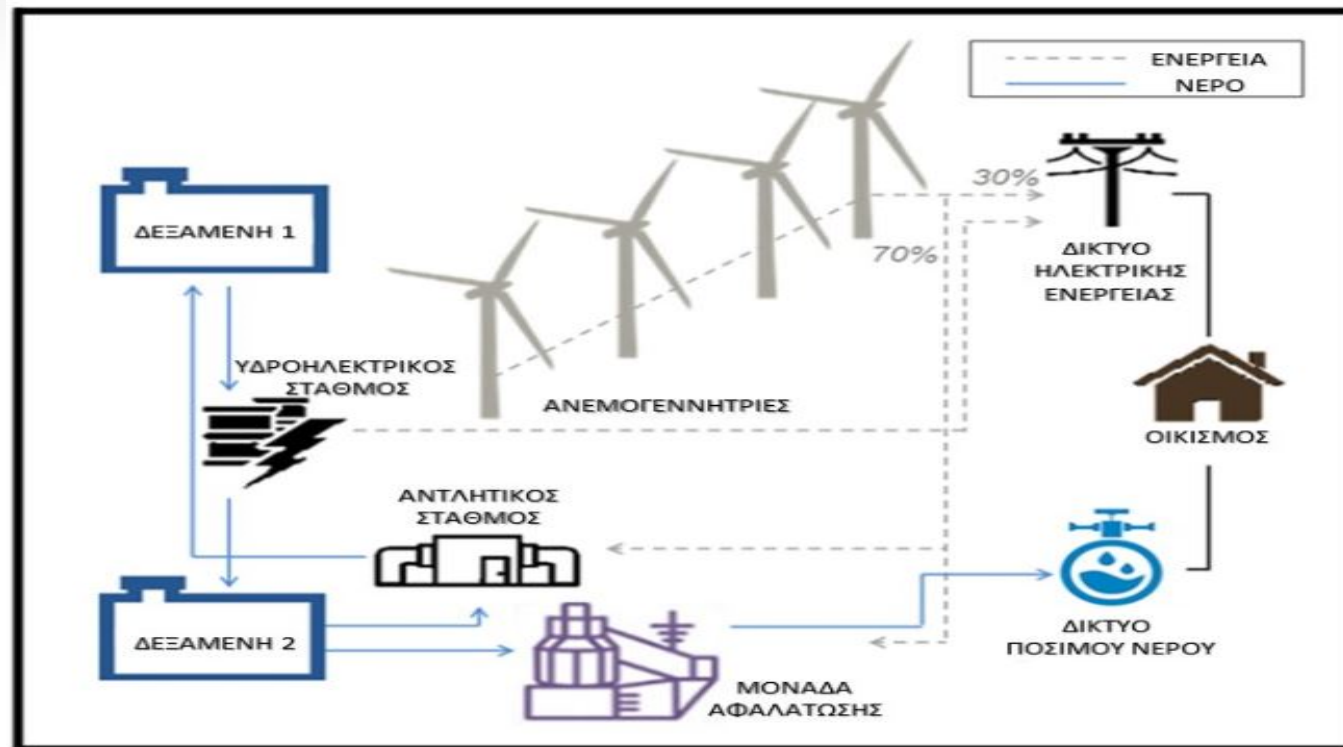 ΕΝΕΡΓΕΙΑ
ΝΕΡΟ
30%
ΔΕΞΑΜΕΝΗ 1
70%
ΔΙΚΤΥΟ
ΗΛΕΚΤΡΙΚΗΣ
ΕΝΕΡΓΕΙΑΣ
ΥΔΡΟΗΛΕΚΤΡΙΚΟΣ
ΣΤΑΘΜΟΣ
ΑΝΕΜΟΓΕΝΝΗΤΡΙΕΣ
ΟΙΚΙΣΜΟΣ
ΑΝΤΛΗΤΙΚΟΣ
ΣΤΑΘΜΟΣ
ΔΕΞΑΜΕΝΗ 2
ΔΙΚΤΥΟ
ΠΟΣΙΜΟΥ ΝΕΡΟΥ
ΜΟΝΑΔΑ
ΑΦΑΛΑΤΩΣΗΣ